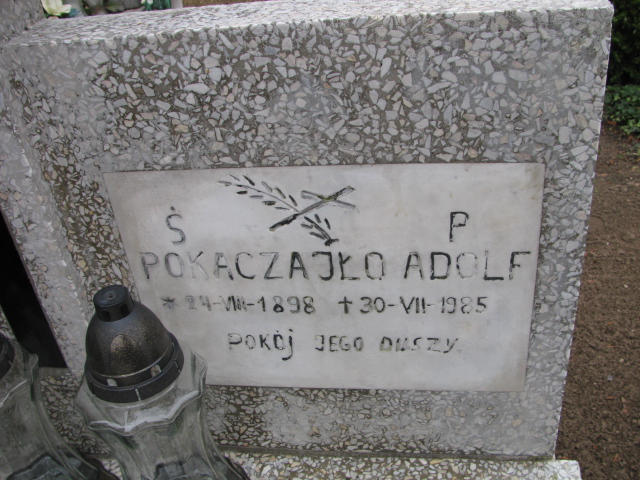 Ś P
POKACZAJŁO ADOLF
* 24-VIII-1898 ✝ 30-VII-1985
POKÓJ JEGO DUSZY